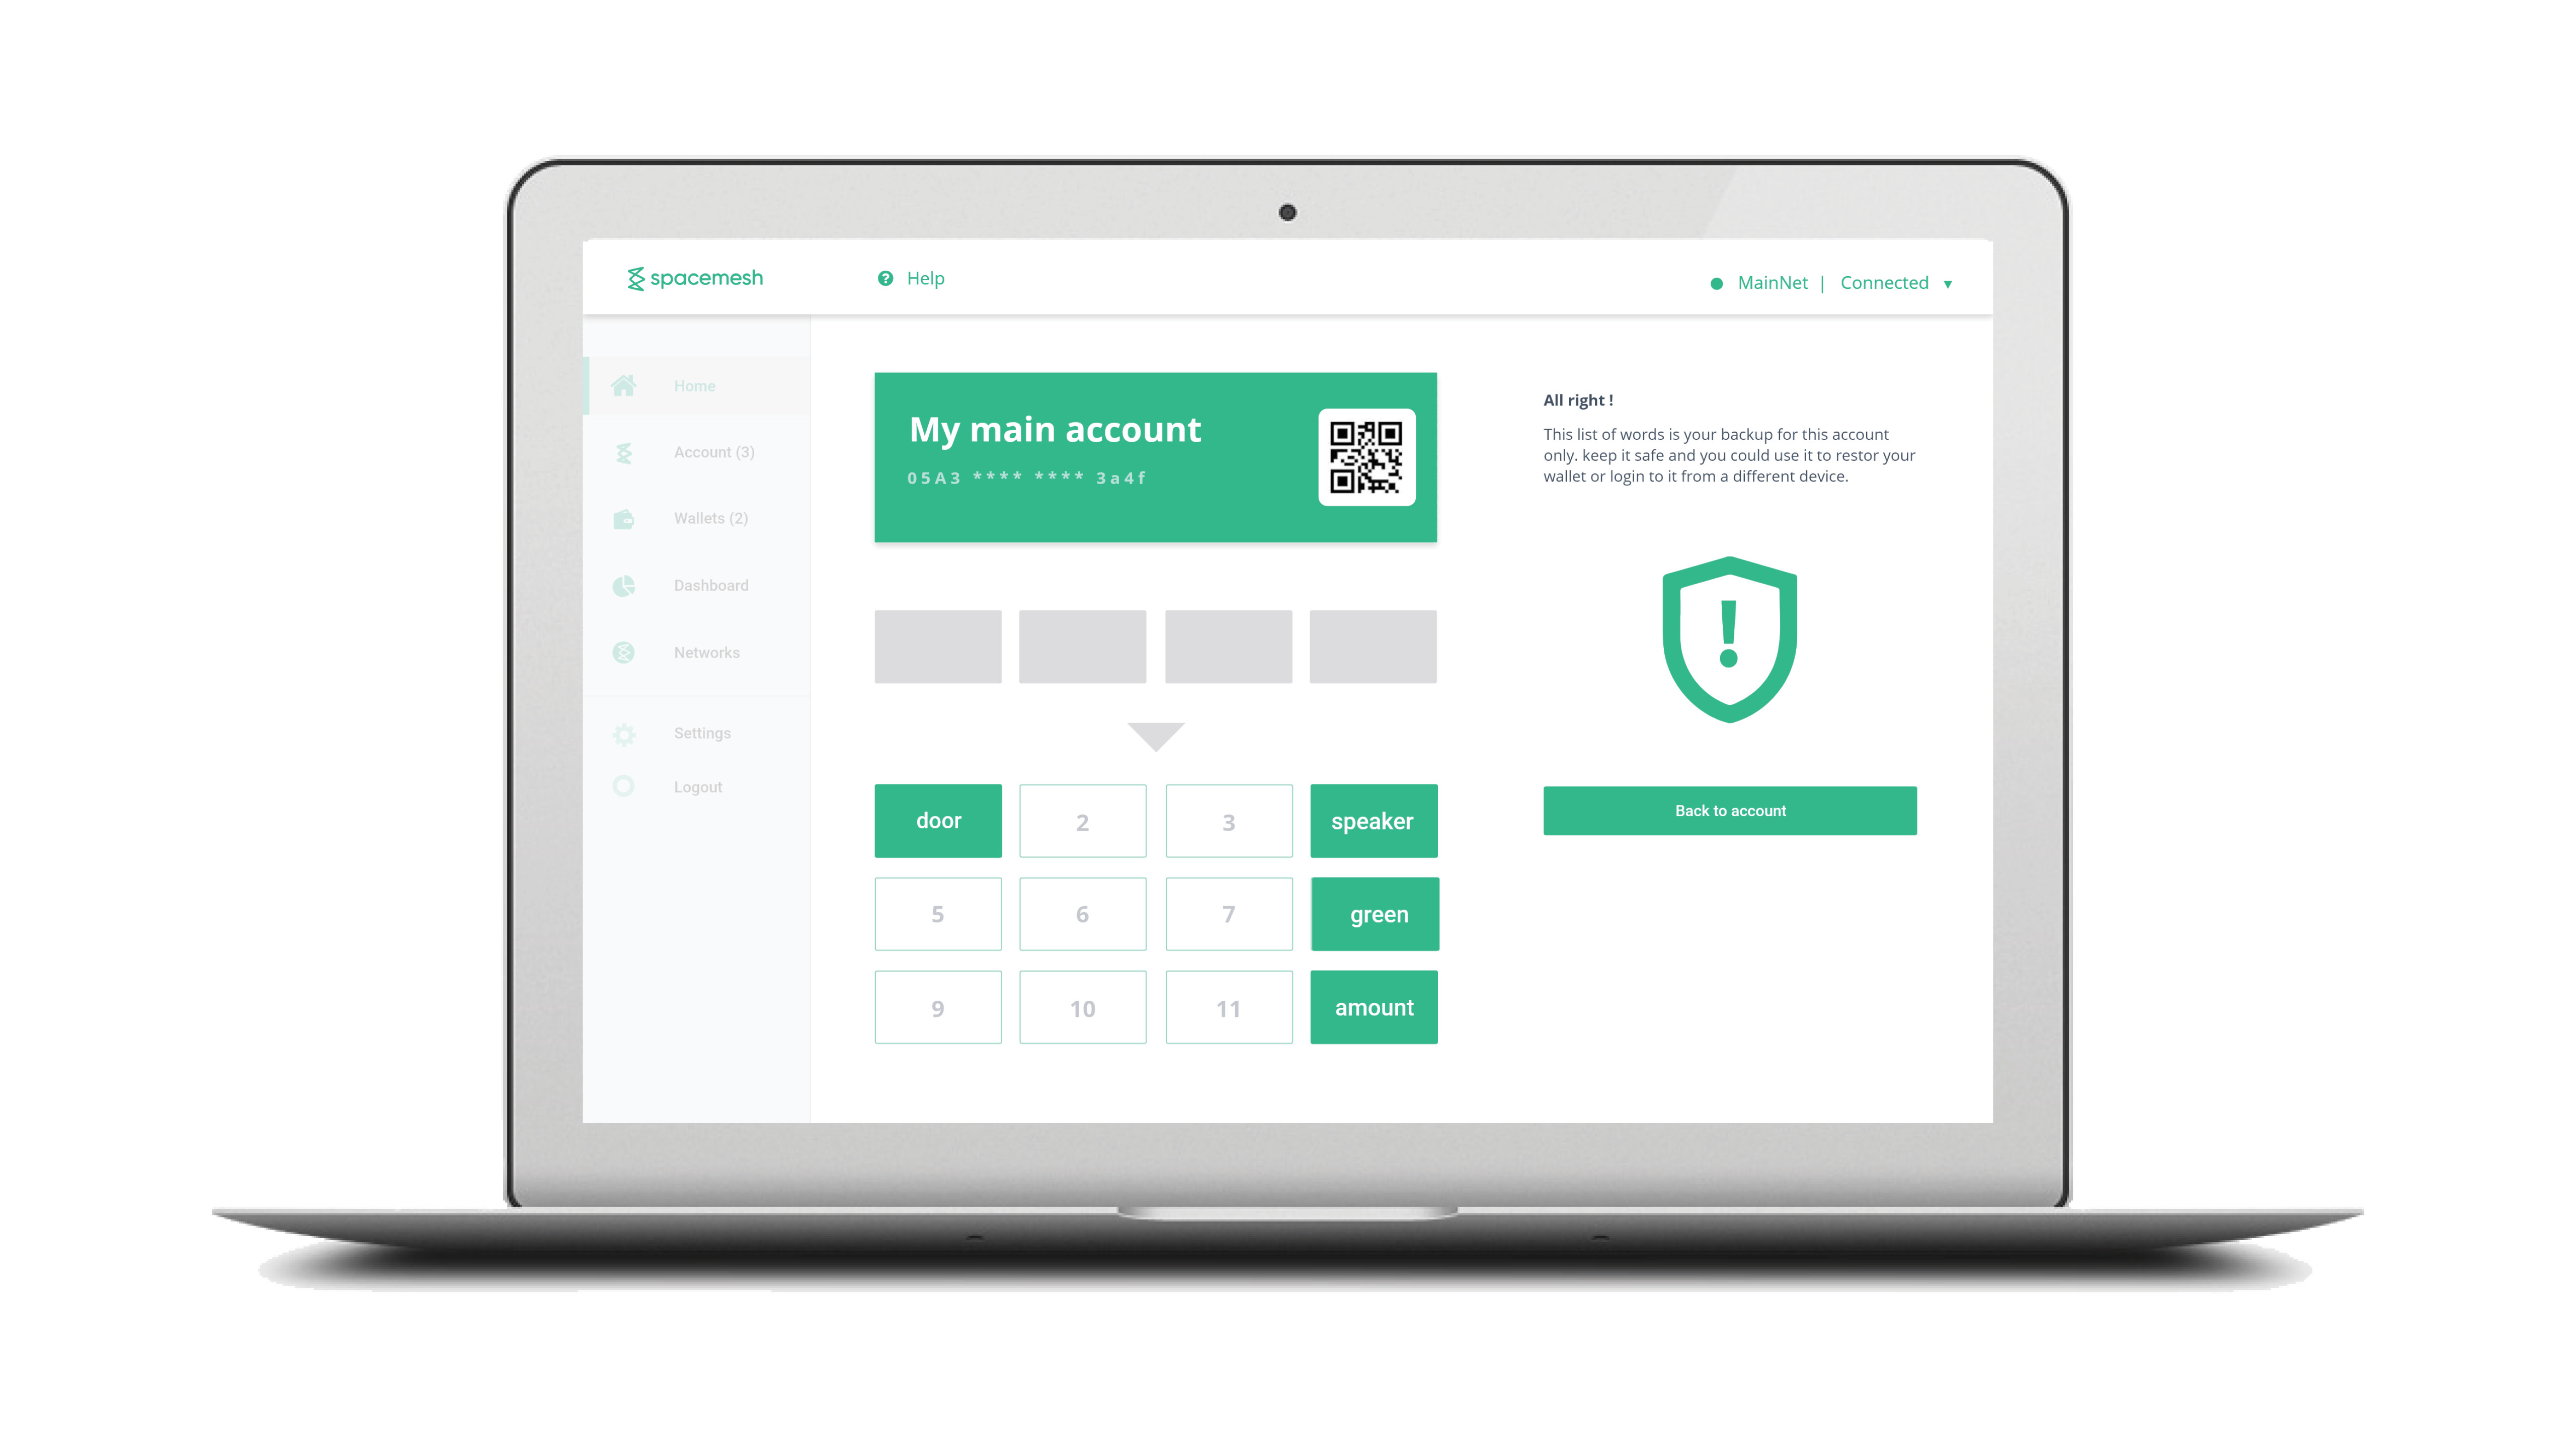 spacemesh
Help
MainNet | Connected ▾
Home
Account (3)
Wallets (2)
Dashboard
Networks
Settings
Logout
My main account
05A3 **** **** 3a4f
door 2 3 speaker
5 6 7 green
9 10 11 amount
All right !
This list of words is your backup for this account
only. keep it safe and you could use it to restor your
wallet or login to it from a different device.
!
Back to account